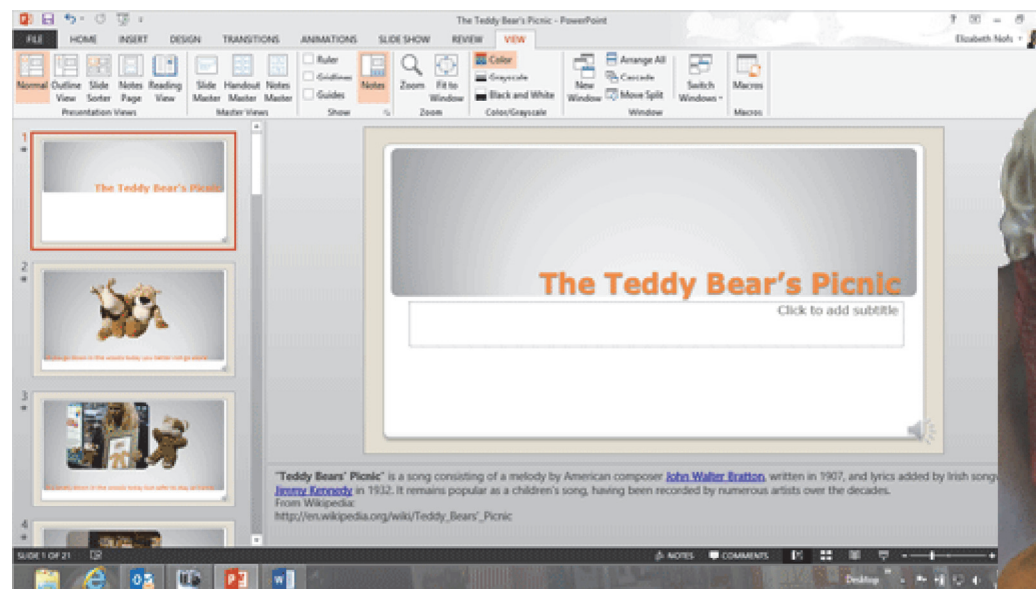 The Teddy Bear's Picnic - PowerPoint
FILE HOME INSERT DESIGN TRANSITIONS ANIMATIONS SLIDE SHOW REVIEW VIEW Elizabeth Nofs
Normal Outline View Slide Sorter Notes Page Reading View
Presentation Views
Slide Master Handout Master Notes Master
Master Views
Ruler
Gridlines
Guides
Show
Notes
Zoom Fit to Window
Zoom
Color
Grayscale
Black and White
Color/Grayscale
New Window
Arrange All
Cascade
Move Split
Switch Windows
Window
Macros
Macros
1
The Teddy Bear's Picnic
2
3
4
The Teddy Bear's Picnic
Click to add subtitle
"Teddy Bears' Picnic" is a song consisting of a melody by American composer John Walter Bratton, written in 1907, and lyrics added by Irish song
Jimmy Kennedy in 1932. It remains popular as a children's song, having been recorded by numerous artists over the decades.
From Wikipedia:
http://en.wikipedia.org/wiki/Teddy_Bears'_Picnic
SLIDE 1 OF 21 NOTES COMMENTS
Desktop